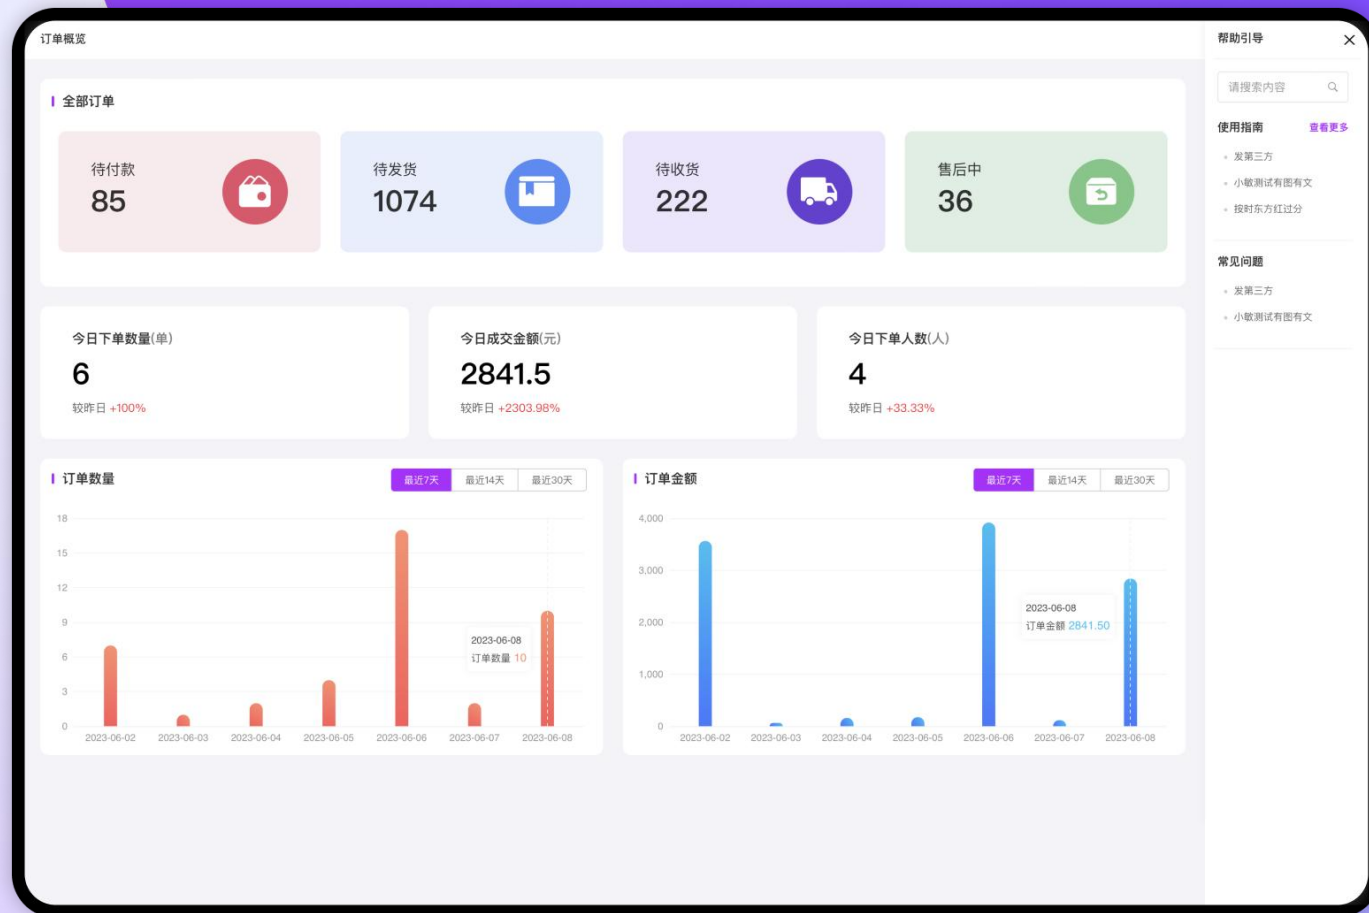 订单概览
全部订单
待付款
85
待发货
1074
待收货
222
售后中
36
今日下单数量(单)
6
较昨日 +100%
今日成交金额(元)
2841.5
较昨日 +2303.98%
今日下单人数(人)
4
较昨日 +33.33%
订单数量
最近7天 最近14天 最近30天
18
15
12
9
6
3
0
2023-06-08
订单数量 10
2023-06-02 2023-06-03 2023-06-04 2023-06-05 2023-06-06 2023-06-07 2023-06-08
订单金额
最近7天 最近14天 最近30天
4,000
3,000
2,000
1,000
0
2023-06-08
订单金额 2841.50
2023-06-02 2023-06-03 2023-06-04 2023-06-05 2023-06-06 2023-06-07 2023-06-08
帮助引导
请搜索内容
使用指南 查看更多
发第三方
小敏测试有图有文
按时东方红过分
常见问题
发第三方
小敏测试有图有文